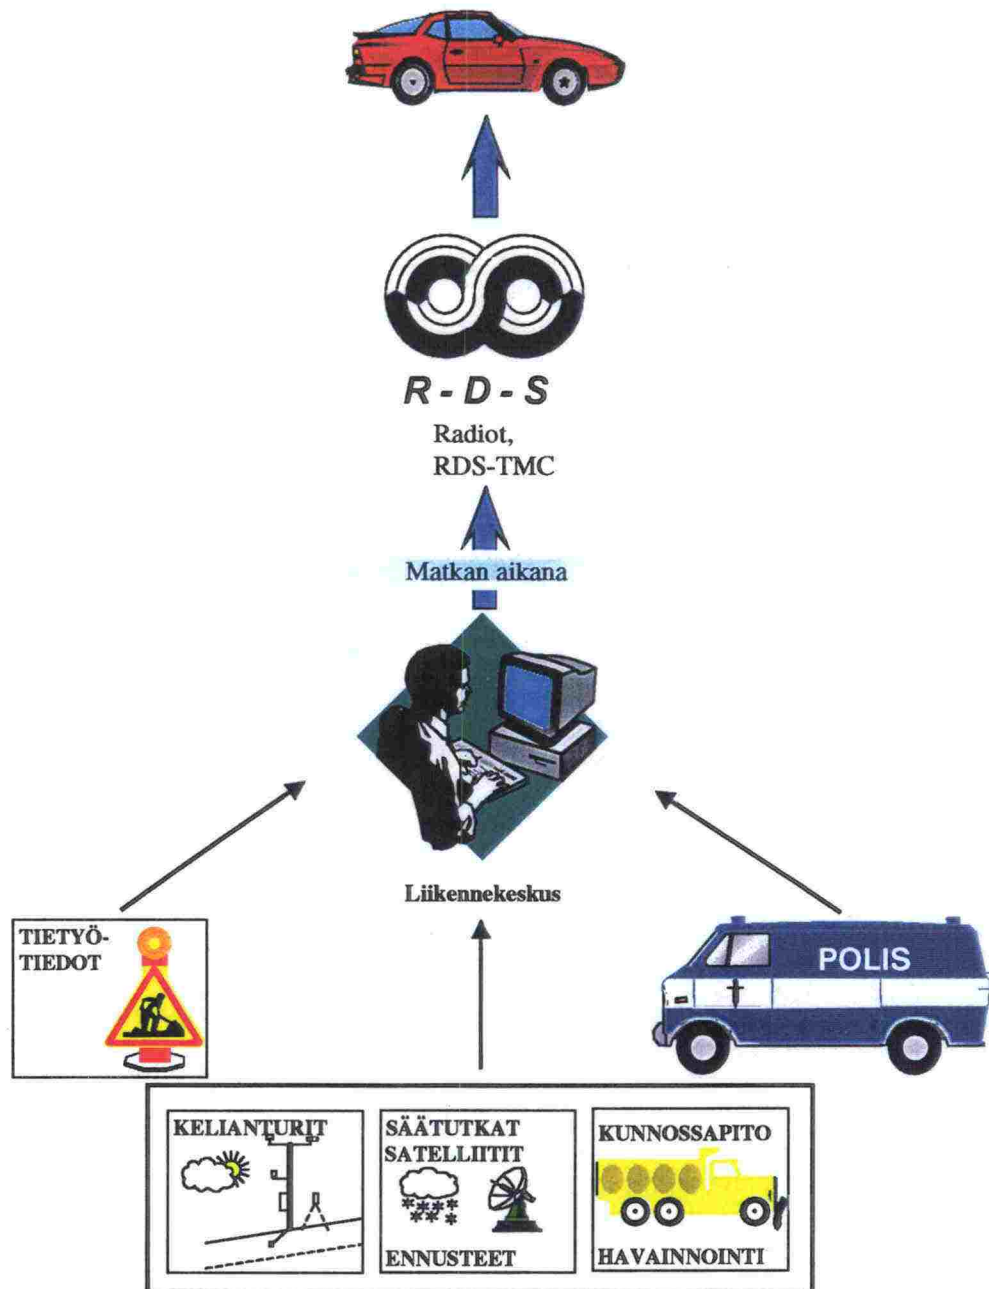 R - D - S
Radiot,
RDS-TMC
Matkan aikana
Liikennekeskus
TIETYÖ-
TIEDOT
POLIS
KELIANTURIT
SÄÄTUTKAT
SATELLIITIT
ENNUSTEET
KUNNOSSAPITO
HAVAINNOINTI